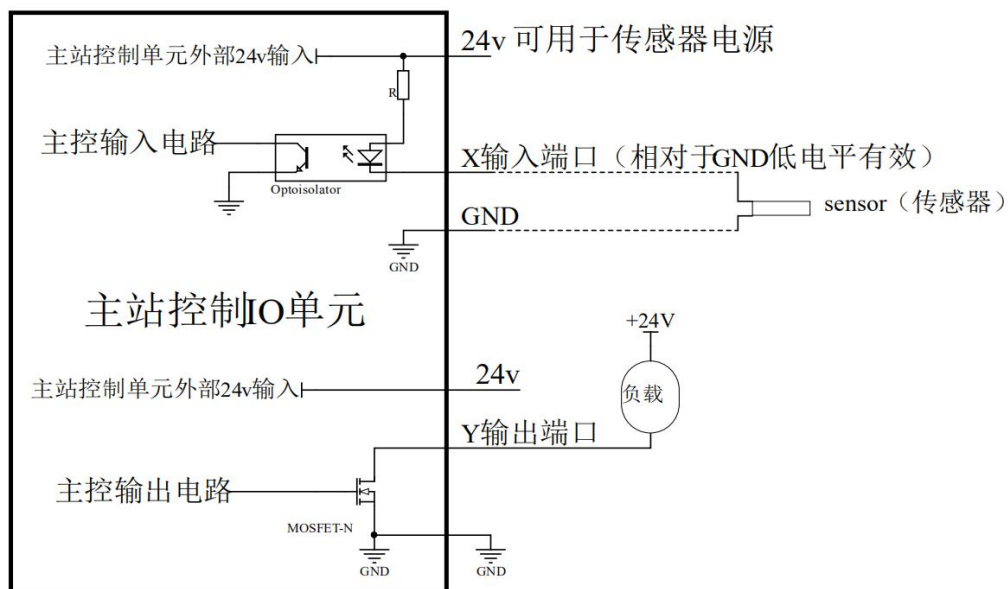 主站控制单元外部24v输入
24v 可用于传感器电源
R
主控输入电路
Optoisolator
X输入端口（相对于GND低电平有效）
sensor（传感器）
GND
GND
主站控制IO单元
+24V
负载
主站控制单元外部24v输入
24v
Y输出端口
主控输出电路
MOSFET-N
GND
GND